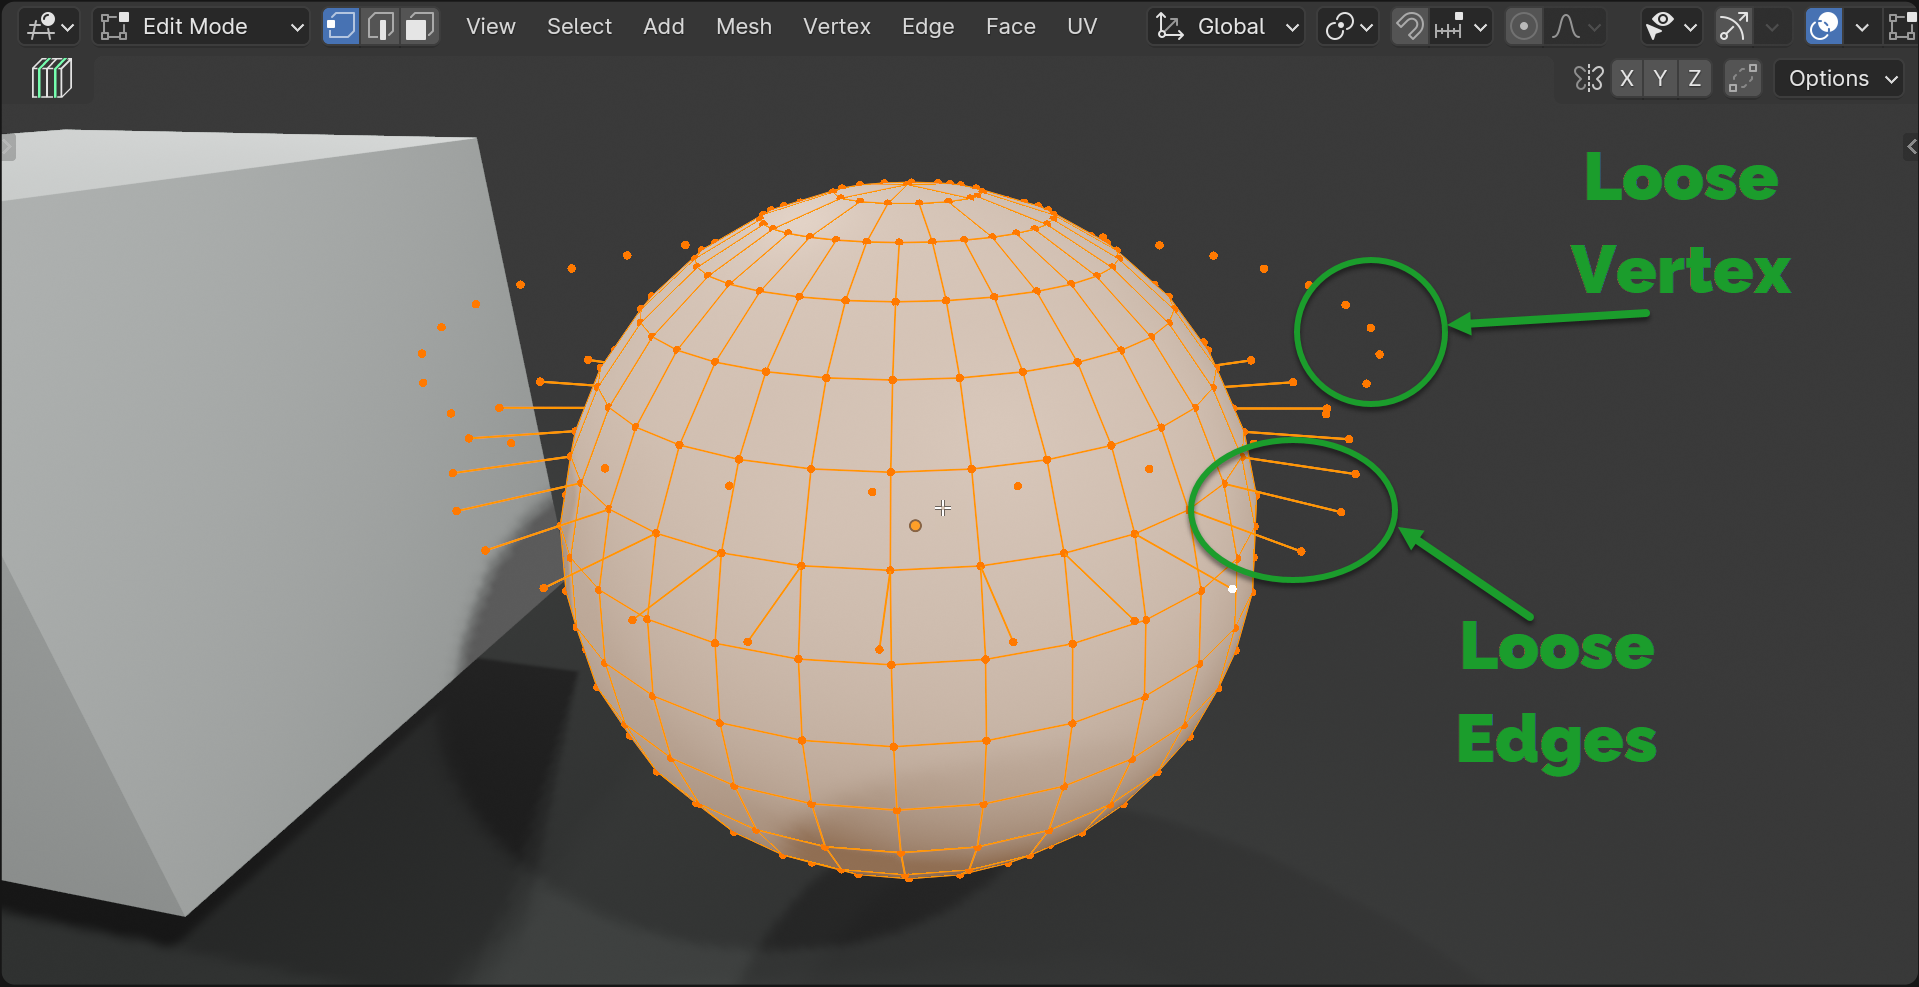 Edit Mode View Select Add Mesh Vertex Edge Face UV Global
X Y Z Options
Loose
Vertex
Loose
Edges